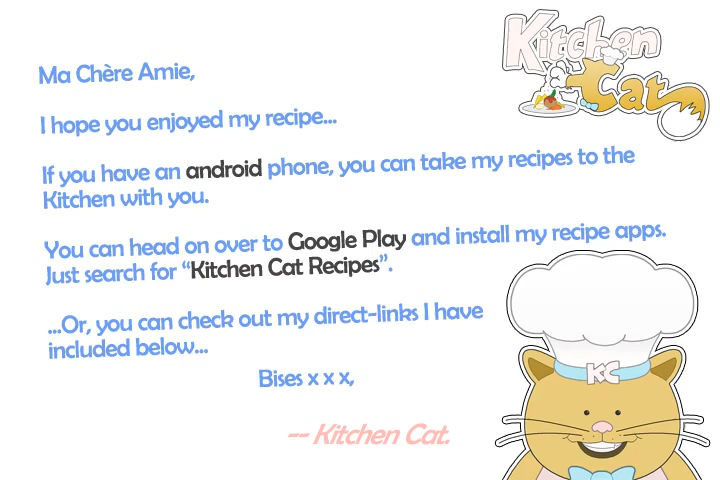 Kitchen
Cat
Ma Chère Amie,
I hope you enjoyed my recipe...
If you have an android phone, you can take my recipes to the
Kitchen with you.
You can head on over to Google Play and install my recipe apps.
Just search for “Kitchen Cat Recipes”.
...Or, you can check out my direct-links I have
included below...
Bises x x x,
-- Kitchen Cat.
KC